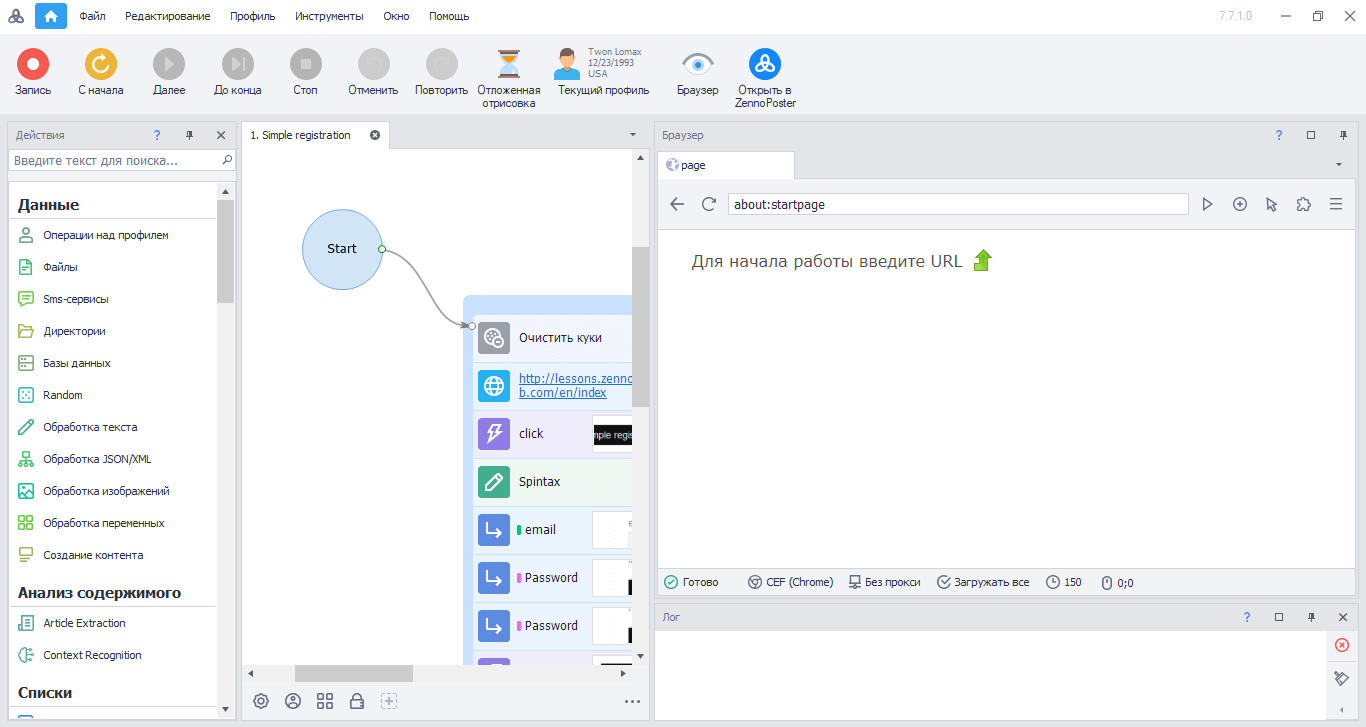 Файл Редактирование Профиль Инструменты Окно Помощь 7.7.1.0
Запись
С начала
Далее
До конца
Стоп
Отменить
Повторить
Отложенная
отрисовка
Twon Lomax
12/23/1993
USA
Текущий профиль
Браузер
Открыть в
ZennoPoster
Действия ?
Введите текст для поиска...
Данные
Операции над профилем
Файлы
Sms-сервисы
Директории
Базы данных
Random
Обработка текста
Обработка JSON/XML
Обработка изображений
Обработка переменных
Создание контента
Анализ содержимого
Article Extraction
Context Recognition
Списки
1. Simple registration
Start
Очистить куки
http://lessons.zenno
b.com/en/index
click
mple regis
Spintax
email
Password
Password
Браузер ?
page
about:startpage
Для начала работы введите URL
Готово CEF (Chrome) Без прокси Загружать все 150 0;0
Лог ?